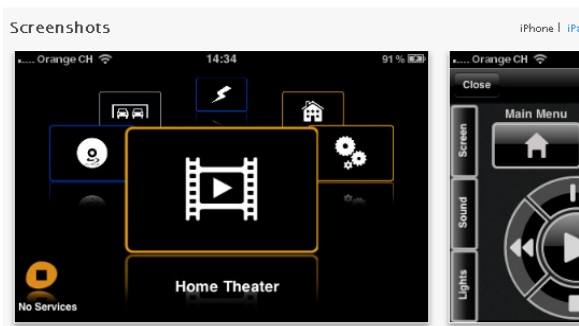 Screenshots
iPhone | iPa
..... Orange CH 14:34 91 %
Home Theater
No Services
..... Orange CH
Close
Main Menu
Screen
Sound
Lights